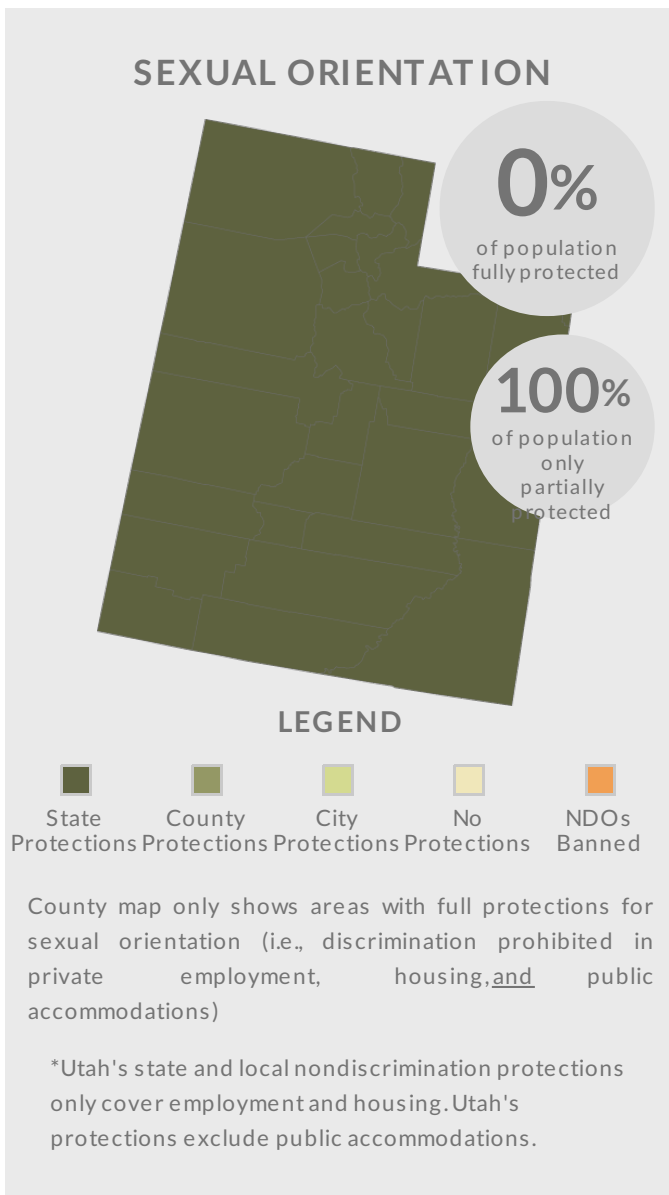 SEXUAL ORIENTATION
0%
of population
fully protected
100%
of population
only
partially
protected
LEGEND
State
Protections
County
Protections
City
Protections
No
Protections
NDOs
Banned
County map only shows areas with full protections for
sexual orientation (i.e., discrimination prohibited in
private employment, housing, and public
accommodations)
*Utah's state and local nondiscrimination protections
only cover employment and housing. Utah's
protections exclude public accommodations.